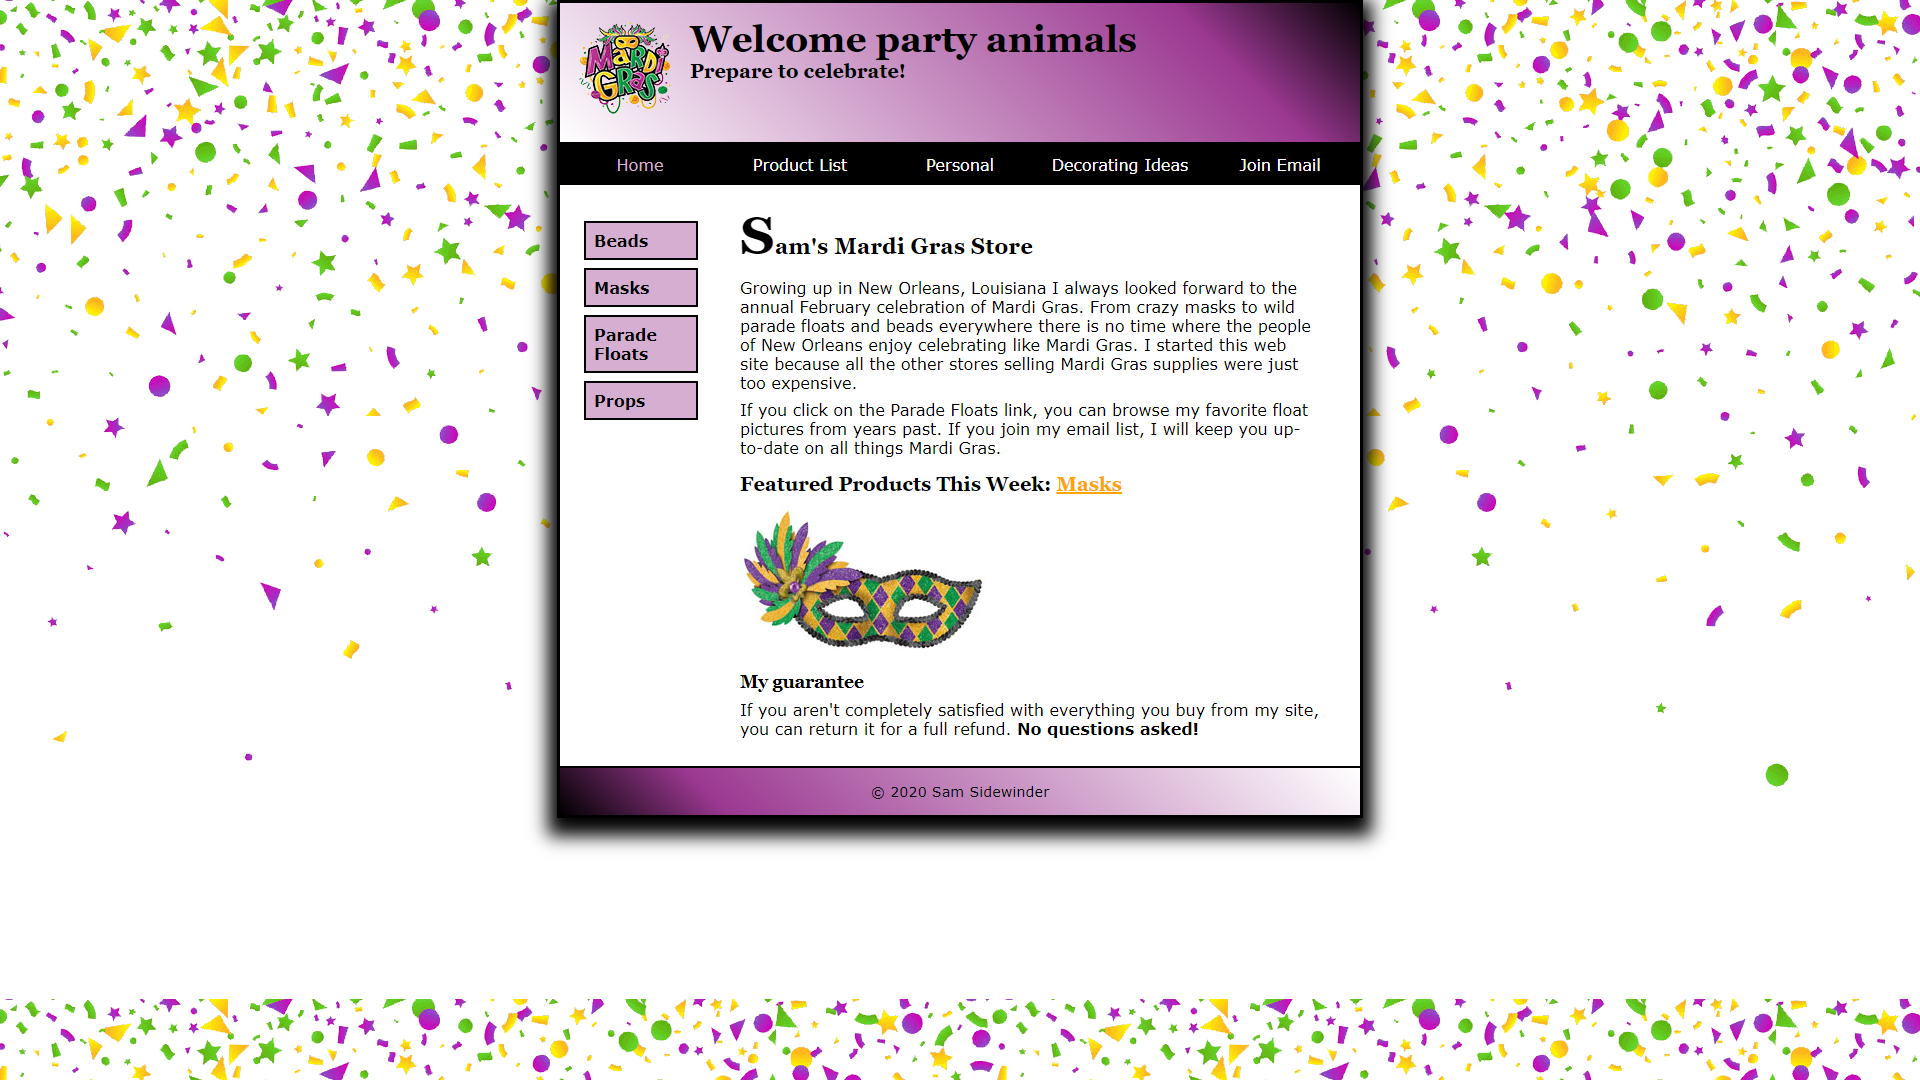 MARDI
GRAS
Welcome party animals
Prepare to celebrate!
Home Product List Personal Decorating Ideas Join Email
Beads
Masks
Parade
Floats
Props
Sam's Mardi Gras Store
Growing up in New Orleans, Louisiana I always looked forward to the
annual February celebration of Mardi Gras. From crazy masks to wild
parade floats and beads everywhere there is no time where the people
of New Orleans enjoy celebrating like Mardi Gras. I started this web
site because all the other stores selling Mardi Gras supplies were just
too expensive.
If you click on the Parade Floats link, you can browse my favorite float
pictures from years past. If you join my email list, I will keep you up-
to-date on all things Mardi Gras.
Featured Products This Week: Masks
My guarantee
If you aren't completely satisfied with everything you buy from my site,
you can return it for a full refund. No questions asked!
© 2020 Sam Sidewinder